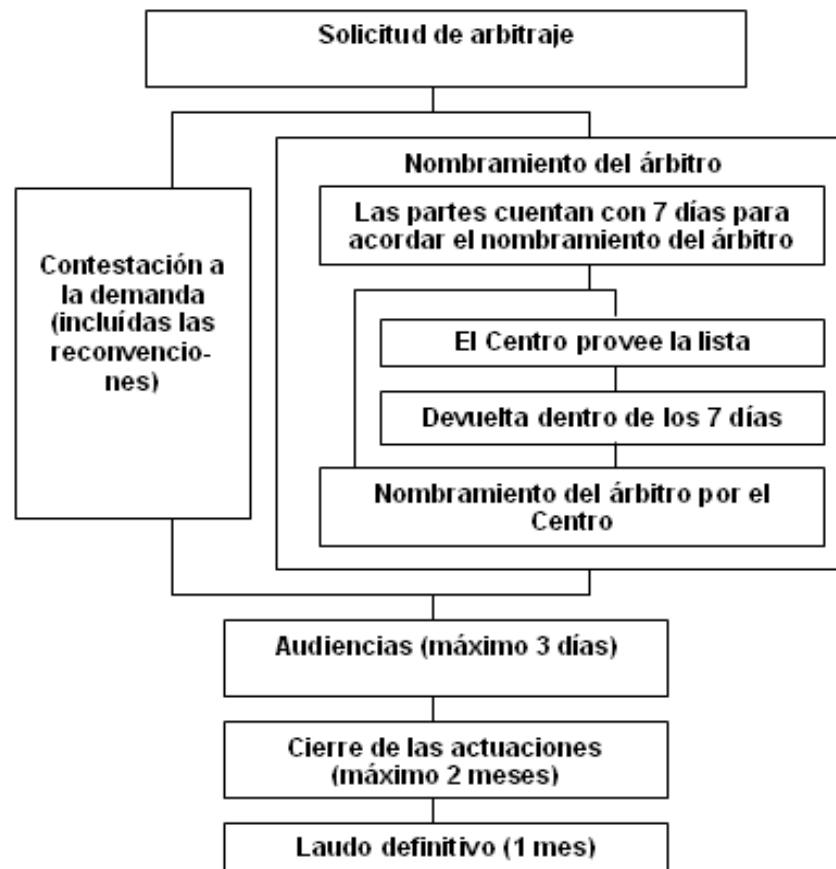 Solicitud de arbitraje
Contestación a
la demanda
(incluídas las
reconvencio-
nes)
Nombramiento del árbitro
Las partes cuentan con 7 días para
acordar el nombramiento del árbitro
El Centro provee la lista
Devuelta dentro de los 7 días
Nombramiento del árbitro por el
Centro
Audiencias (máximo 3 días)
Cierre de las actuaciones
(máximo 2 meses)
Laudo definitivo (1 mes)